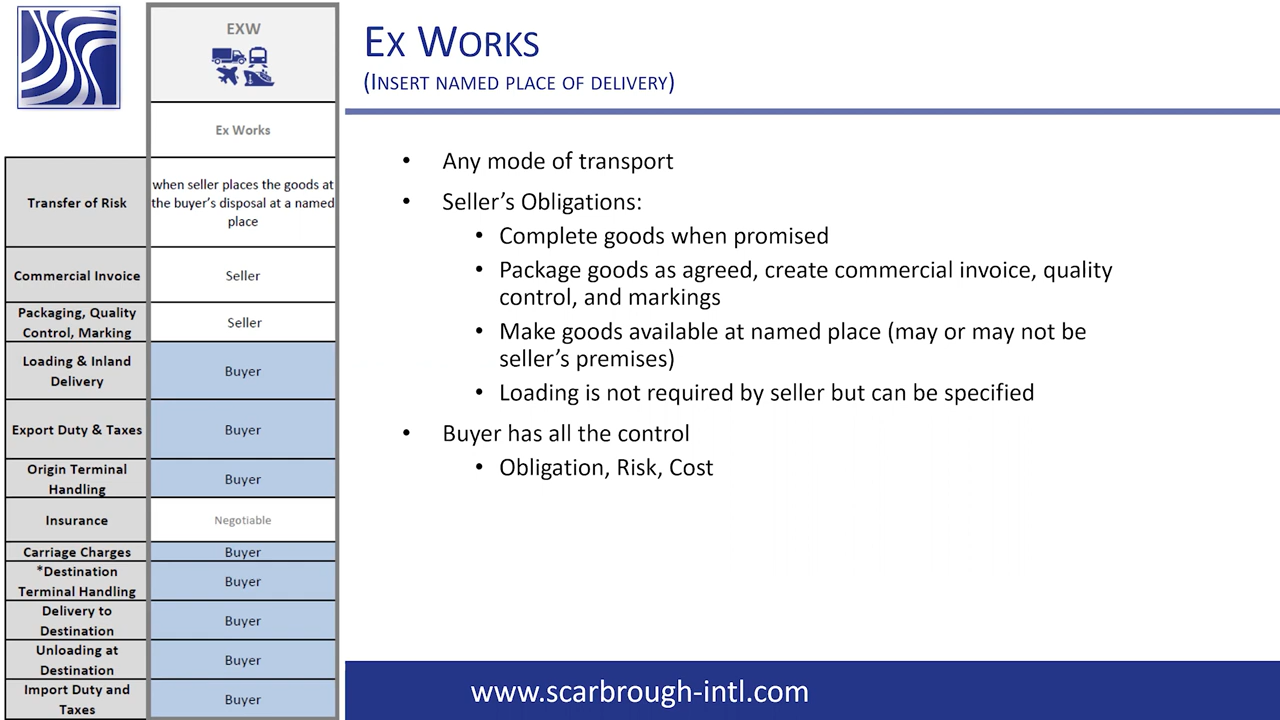 EXW
Ex Works
Transfer of Risk
when seller places the goods at
the buyer's disposal at a named
place
Commercial Invoice
Seller
Packaging, Quality
Control, Marking
Seller
Loading & Inland
Delivery
Buyer
Export Duty & Taxes
Buyer
Origin Terminal
Handling
Buyer
Insurance
Negotiable
Carriage Charges
Buyer
*Destination
Terminal Handling
Buyer
Delivery to
Destination
Buyer
Unloading at
Destination
Buyer
Import Duty and
Taxes
Buyer
EX WORKS
(INSERT NAMED PLACE OF DELIVERY)
• Any mode of transport
• Seller's Obligations:
• Complete goods when promised
• Package goods as agreed, create commercial invoice, quality
control, and markings
• Make goods available at named place (may or may not be
seller's premises)
• Loading is not required by seller but can be specified
• Buyer has all the control
• Obligation, Risk, Cost
www.scarbrough-intl.com